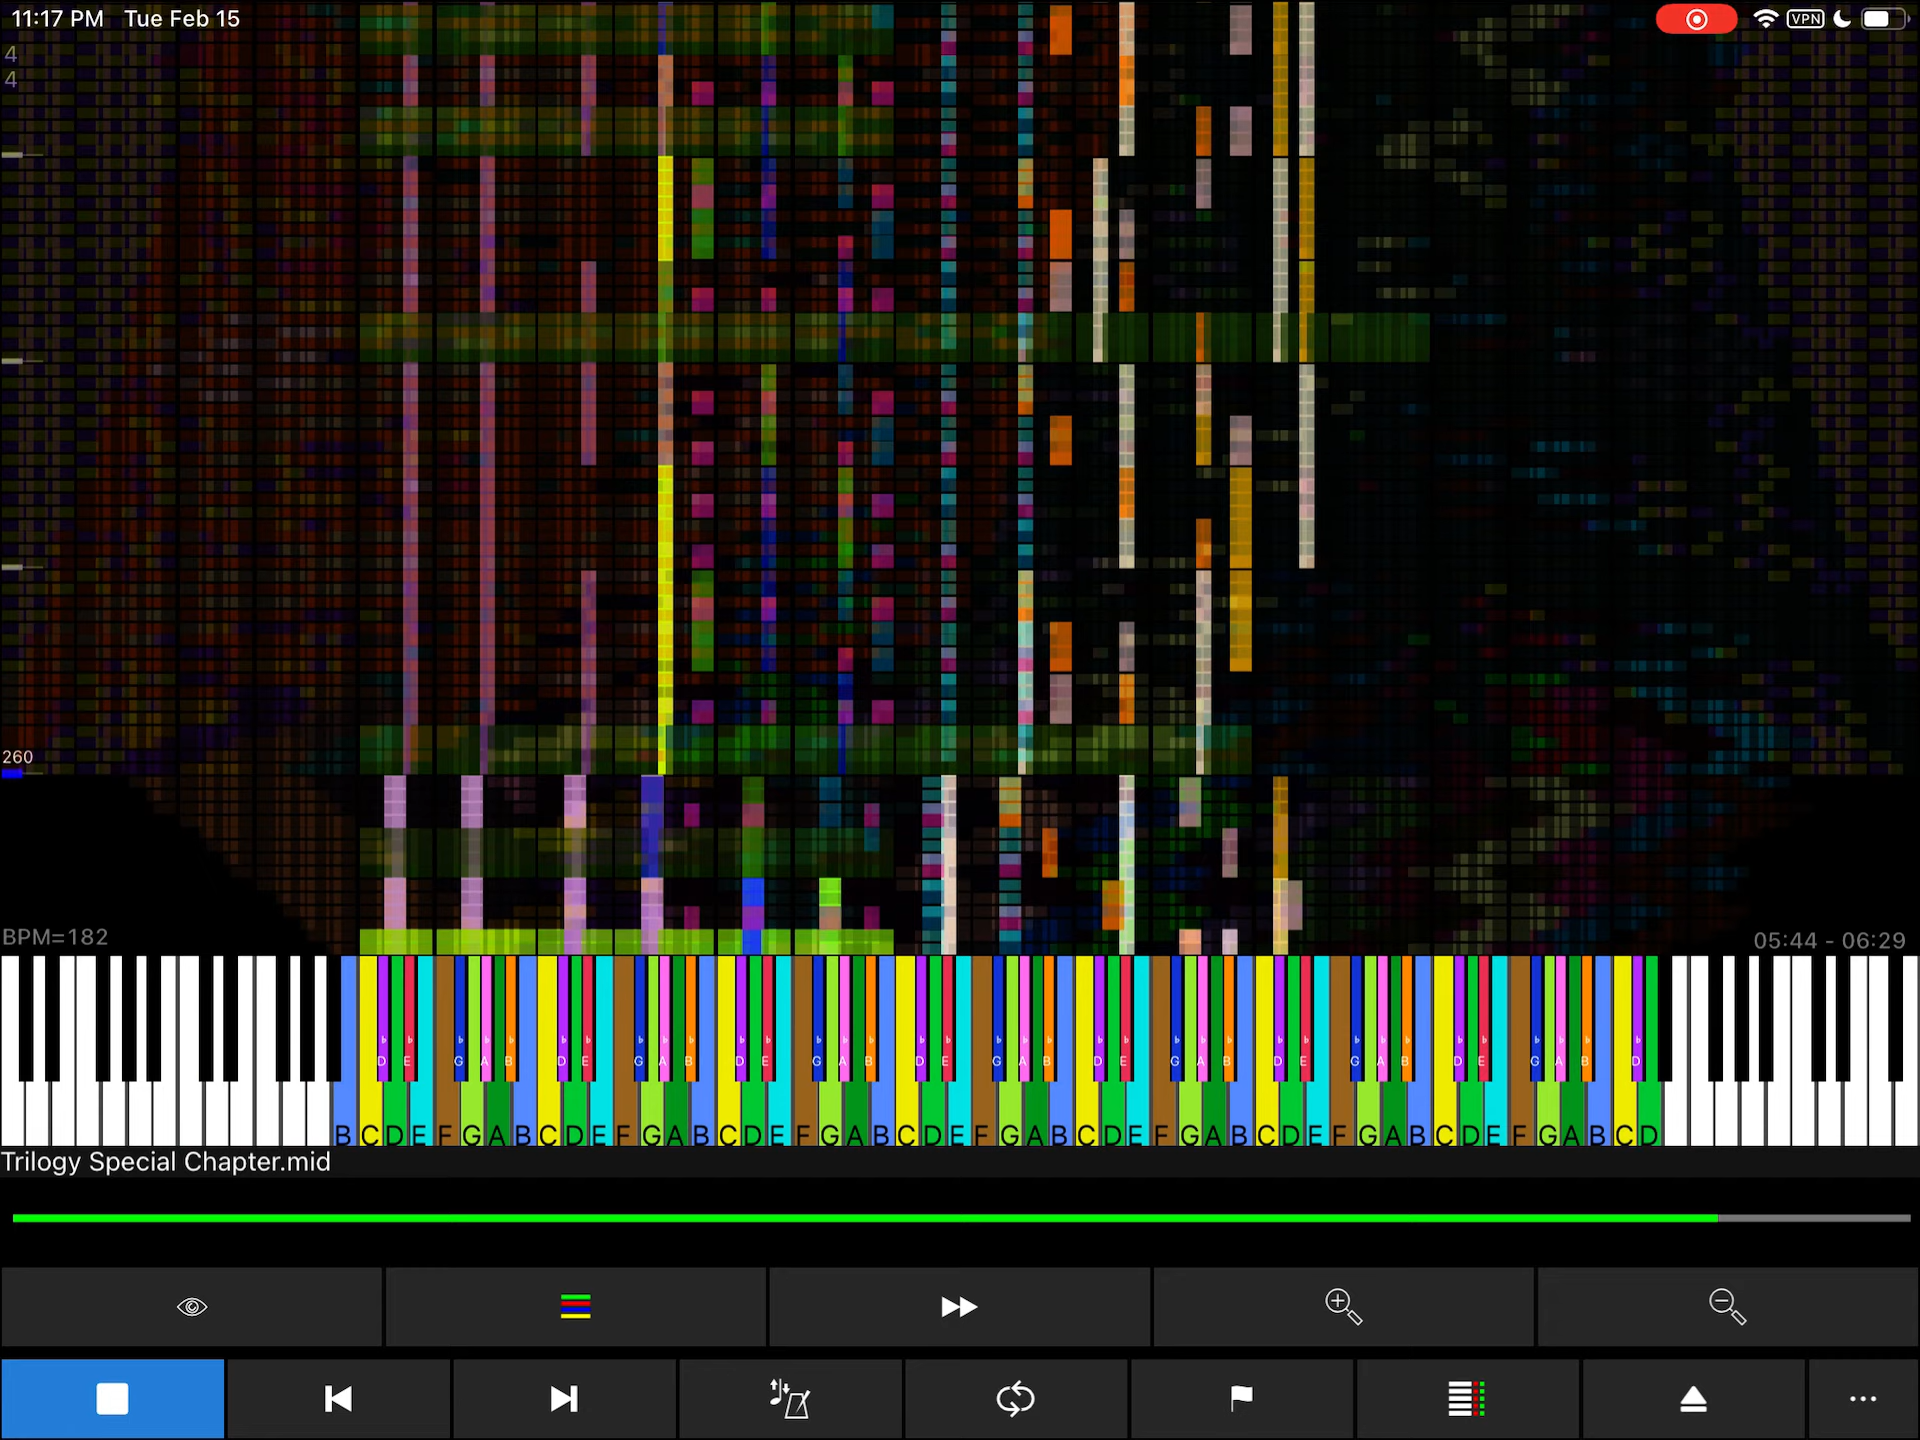 11:17 PM Tue Feb 15
VPN
4
4
260
BPM=182
05:44 - 06:29
D E G A B D E G A B D E G A B D E G A B D E G A B D E G A B D E G A B D
B C D E F G A B C D E F G A B C D E F G A B C D E F G A B C D E F G A B C D E F G A B C D E F G A B C D
Trilogy Special Chapter.mid